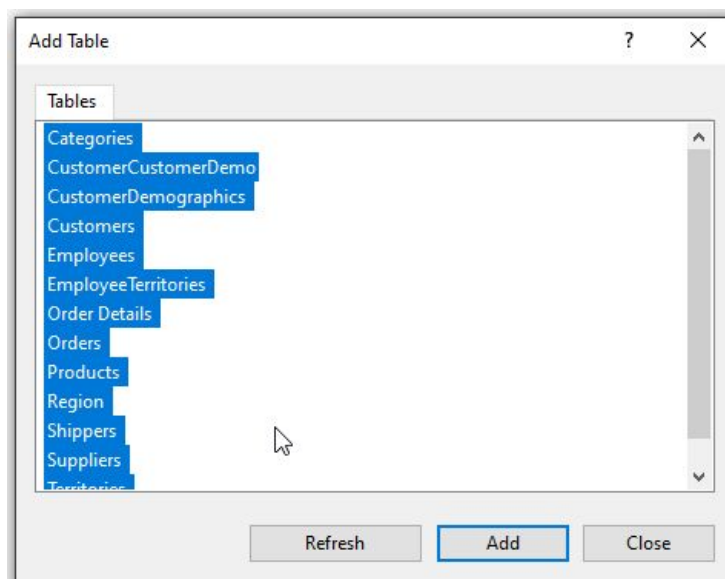 Add Table
?
Tables
Categories
CustomerCustomerDemo
CustomerDemographics
Customers
Employees
EmployeeTerritories
Order Details
Orders
Products
Region
Shippers
Suppliers
Territories
Refresh Add Close